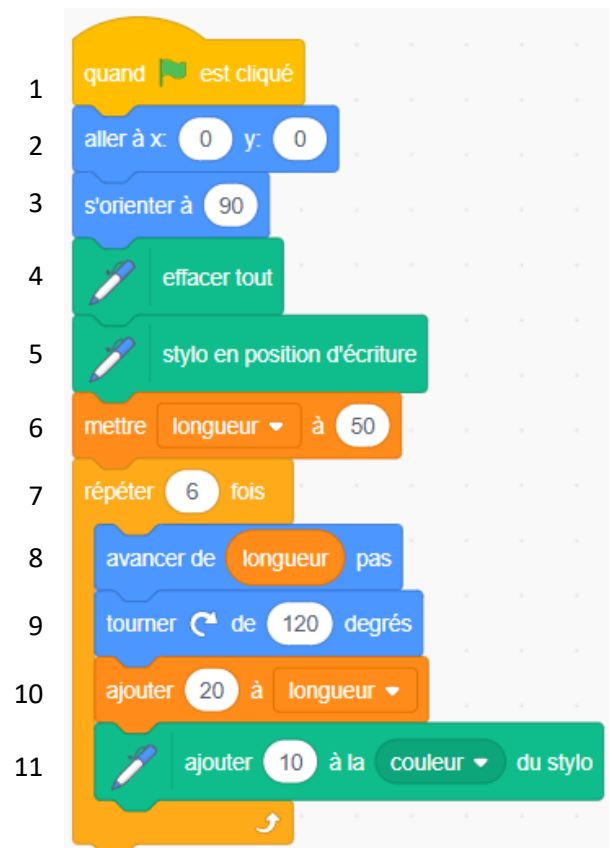 1 quand est cliqué
2 aller à x: 0 y: 0
3 s'orienter à 90
4 effacer tout
5 stylo en position d'écriture
6 mettre longueur à 50
7 répéter 6 fois
8 avancer de longueur pas
9 tourner de 120 degrés
10 ajouter 20 à longueur
11 ajouter 10 à la couleur du stylo